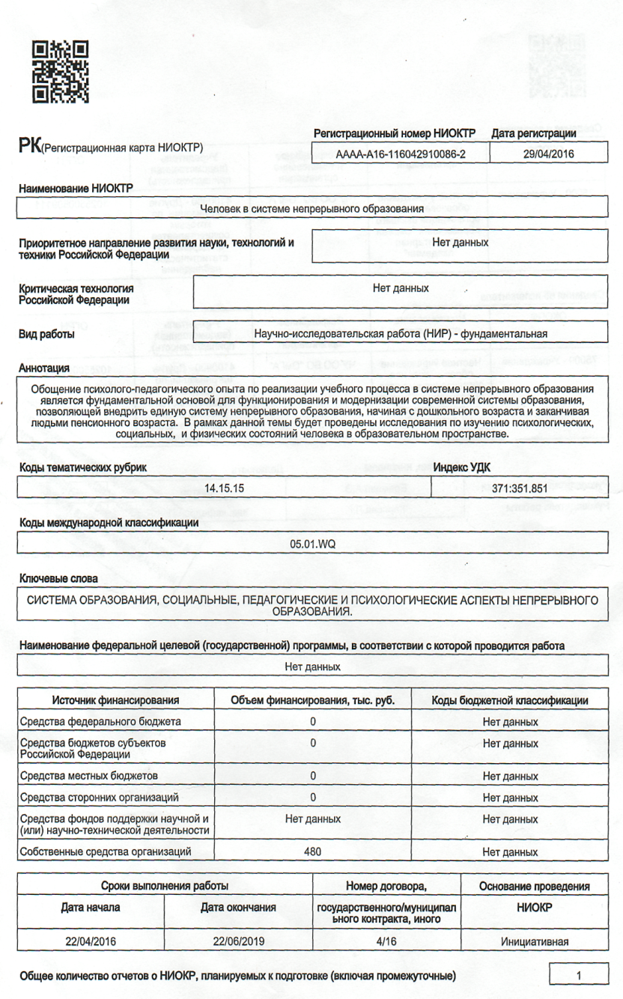 Регистрационный номер НИОКТР Дата регистрации
РК(Регистрационная карта НИОКТР)
АААА-А16-116042910086-2 29/04/2016
Наименование НИОКТР
Человек в системе непрерывного образования
Приоритетное направление развития науки, технологий и
техники Российской Федерации
Нет данных
Критическая технология
Российской Федерации
Нет данных
Вид работы
Научно-исследовательская работа (НИР) - фундаментальная
Аннотация
Обощение психолого-педагогического опыта по реализации учебного процесса в системе непрерывного образования
является фундаментальной основой для функционирования и модернизации современной системы образования,
позволяющей внедрить единую систему непрерывного образования, начиная с дошкольного возраста и заканчивая
людьми пенсионного возраста. В рамках данной темы будет проведены исследования по изучению психологических,
социальных, и физических состояний человека в образовательном пространстве.
Коды тематических рубрик Индекс УДК
14.15.15 371:351.851
Коды международной классификации
05.01.WQ
Ключевые слова
СИСТЕМА ОБРАЗОВАНИЯ, СОЦИАЛЬНЫЕ, ПЕДАГОГИЧЕСКИЕ И ПСИХОЛОГИЧЕСКИЕ АСПЕКТЫ НЕПРЕРЫВНОГО
ОБРАЗОВАНИЯ.
Наименование федеральной целевой (государственной) программы, в соответствии с которой проводится работа
Нет данных
Источник финансирования Объем финансирования, тыс. руб. Коды бюджетной классификации
Средства федерального бюджета 0 Нет данных
Средства бюджетов субъектов
Российской Федерации
0 Нет данных
Средства местных бюджетов 0 Нет данных
Средства сторонних организаций 0 Нет данных
Средства фондов поддержки научной и
(или) научно-технической деятельности
Нет данных Нет данных
Собственные средства организаций 480 Нет данных
Сроки выполнения работы
Дата начала Дата окончания
Номер договора,
государственного/муниципал
ьного контракта, иного
Основание проведения
НИОКР
22/04/2016 22/06/2019 4/16 Инициативная
Общее количество отчетов о НИОКР, планируемых к подготовке (включая промежуточные) 1